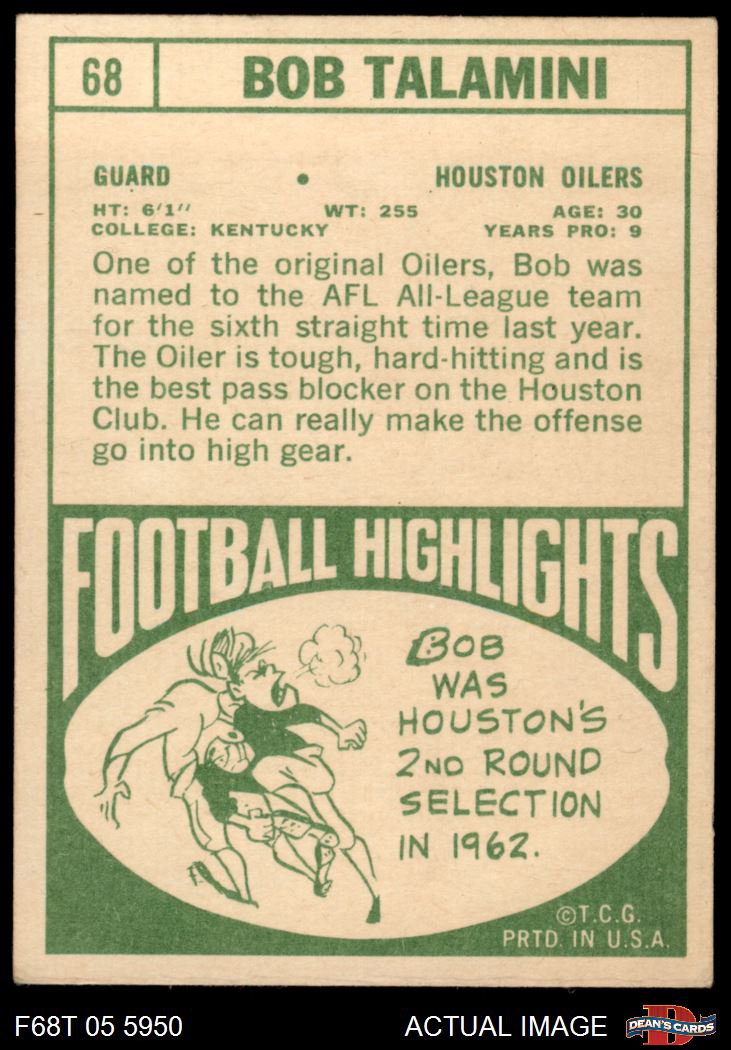 68 BOB TALAMINI
GUARD • HOUSTON OILERS
HT: 6'1" WT: 255 AGE: 30
COLLEGE: KENTUCKY YEARS PRO: 9
One of the original Oilers, Bob was
named to the AFL All-League team
for the sixth straight time last year.
The Oiler is tough, hard-hitting and is
the best pass blocker on the Houston
Club. He can really make the offense
go into high gear.
FOOTBALL HIGHLIGHTS
BOB
WAS
HOUSTON'S
2ND ROUND
SELECTION
IN 1962.
©T.C.G.
PRTD. IN U.S.A.
F68T 05 5950 ACTUAL IMAGE
D
DEAN'S CARDS